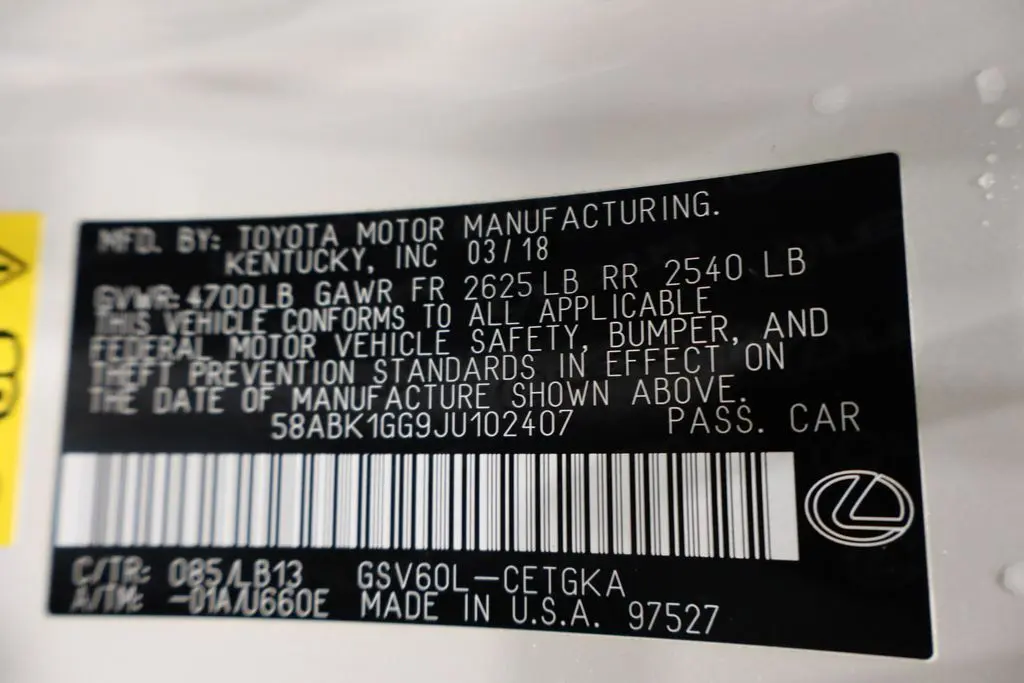 MFD. BY: TOYOTA MOTOR MANUFACTURING.
KENTUCKY, INC 03/18
GVWR: 4700LB GAWR FR 2625LB RR 2540 LB
THIS VEHICLE CONFORMS TO ALL APPLICABLE
FEDERAL MOTOR VEHICLE SAFETY, BUMPER, AND
THEFT PREVENTION STANDARDS IN EFFECT ON
THE DATE OF MANUFACTURE SHOWN ABOVE.
58ABK1GG9JU102407 PASS. CAR
C/TR: 085/LB13 GSV60L-CETGKA
A/TM: -01A/U660E MADE IN U.S.A. 97527